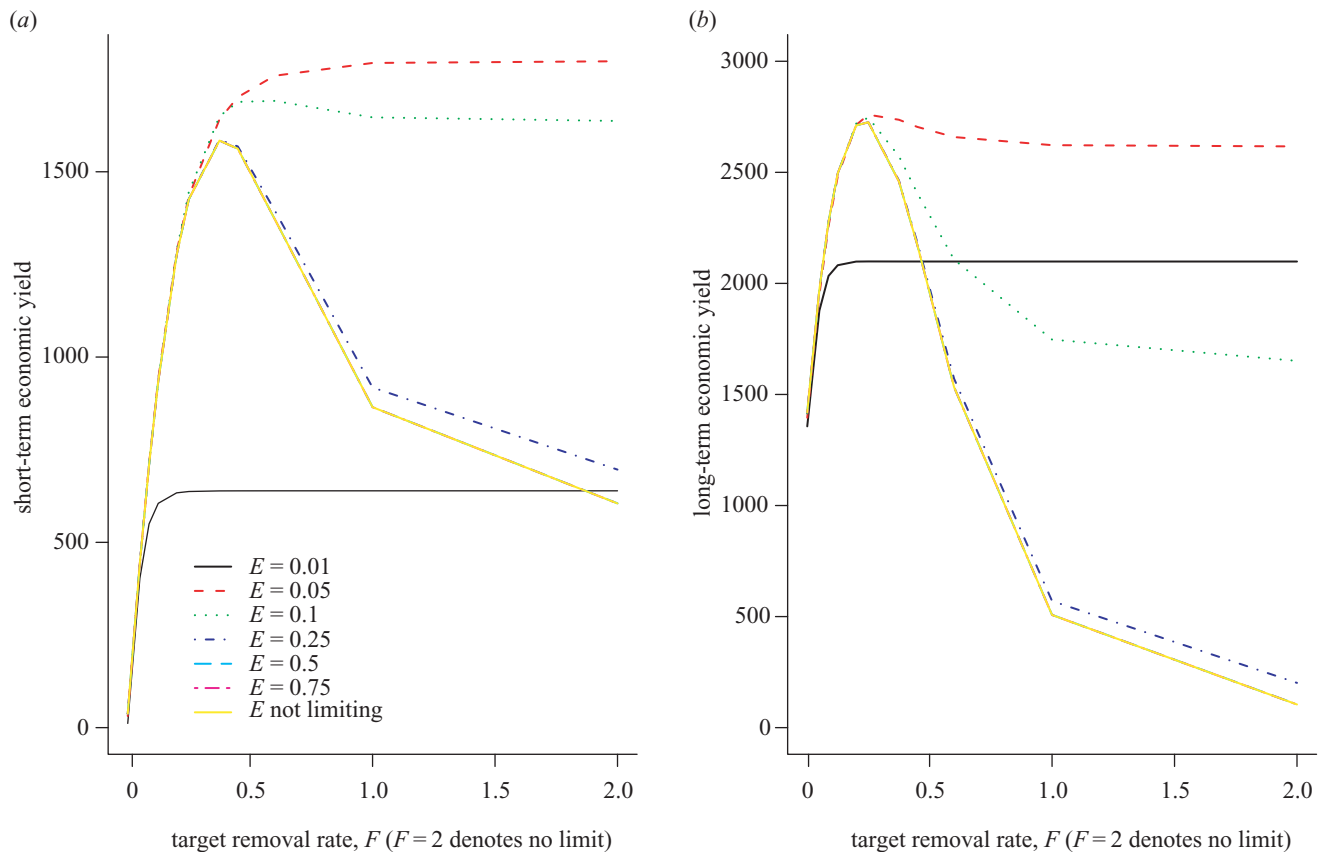 (a)
short-term economic yield
1500
1000
500
0
E = 0.01
E = 0.05
E = 0.1
E = 0.25
E = 0.5
E = 0.75
E not limiting
0 0.5 1.0 1.5 2.0
target removal rate, F (F = 2 denotes no limit)
(b)
long-term economic yield
3000
2500
2000
1500
1000
500
0
0 0.5 1.0 1.5 2.0
target removal rate, F (F = 2 denotes no limit)